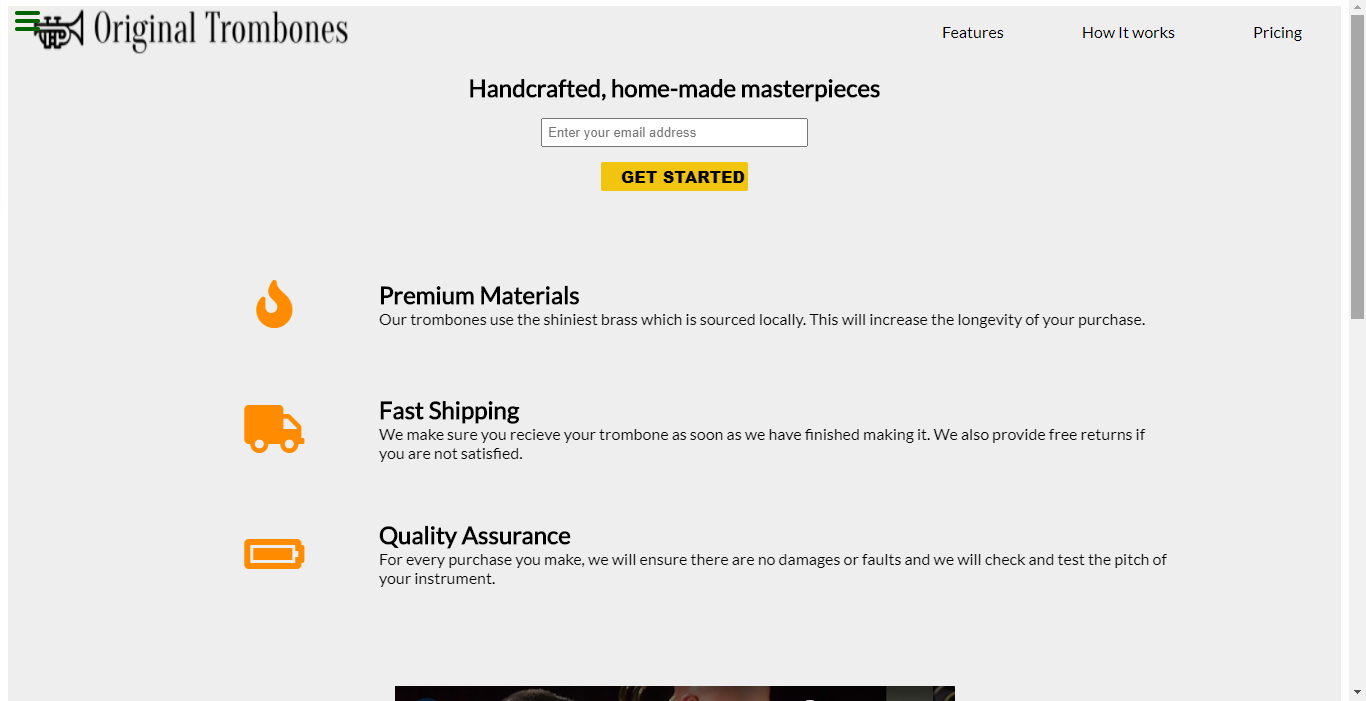 Original Trombones
Features
How It works
Pricing
Handcrafted, home-made masterpieces
Enter your email address
GET STARTED
Premium Materials
Our trombones use the shiniest brass which is sourced locally. This will increase the longevity of your purchase.
Fast Shipping
We make sure you recieve your trombone as soon as we have finished making it. We also provide free returns if
you are not satisfied.
Quality Assurance
For every purchase you make, we will ensure there are no damages or faults and we will check and test the pitch of
your instrument.